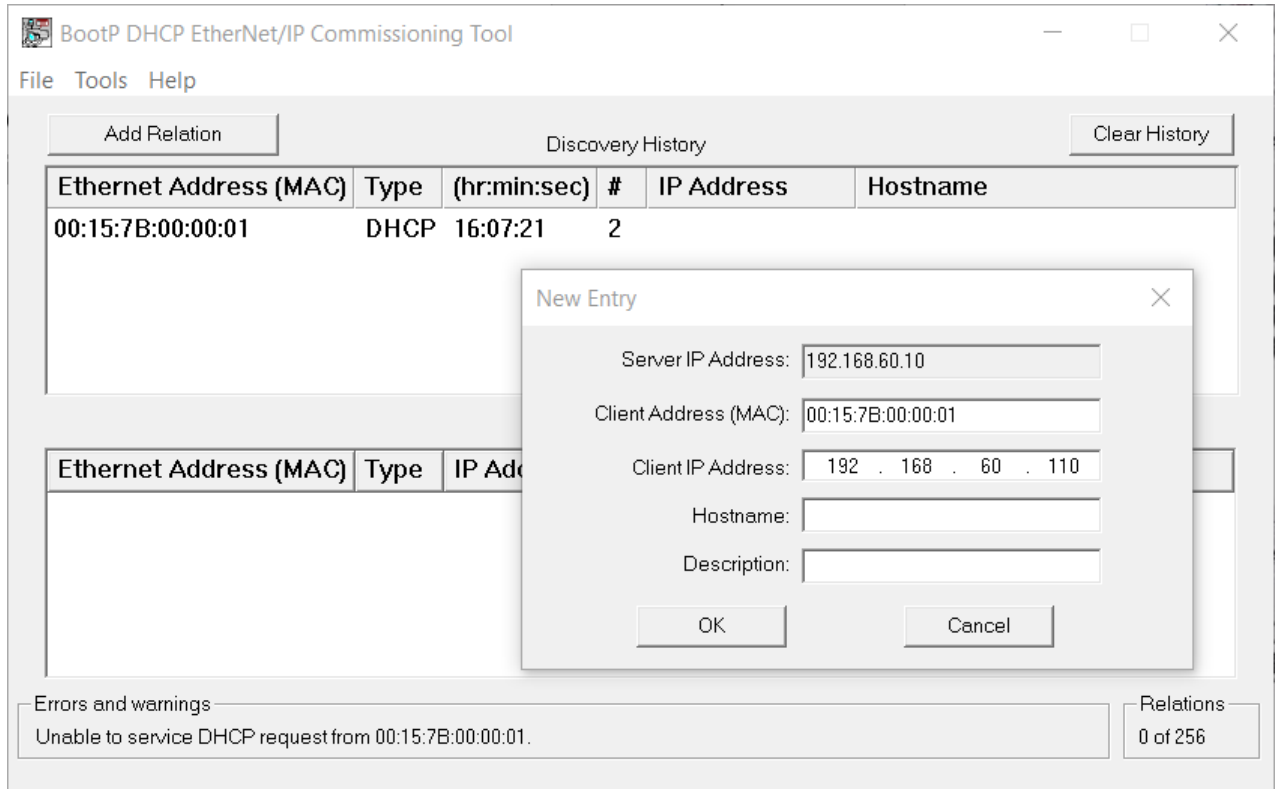 BootP DHCP EtherNet/IP Commissioning Tool
File Tools Help
Add Relation
Discovery History
Clear History
Ethernet Address (MAC) Type (hr:min:sec) # IP Address Hostname
00:15:7B:00:00:01 DHCP 16:07:21 2
New Entry
Server IP Address: 192.168.60.10
Client Address (MAC): 00:15:7B:00:00:01
Client IP Address: 192 . 168 . 60 . 110
Hostname:
Description:
OK Cancel
Ethernet Address (MAC) Type IP Add
Errors and warnings
Unable to service DHCP request from 00:15:7B:00:00:01.
Relations
0 of 256